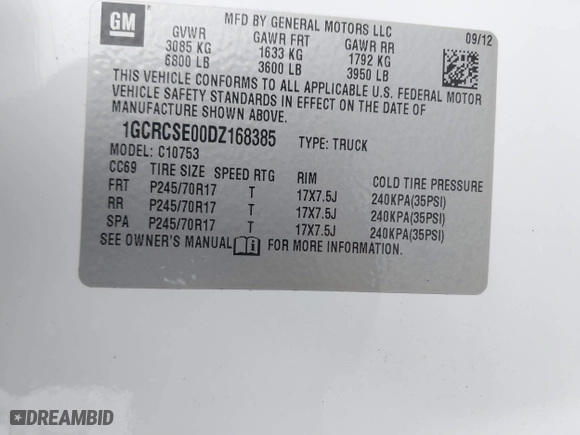 GM
MFD BY GENERAL MOTORS LLC
09/12
GVWR GAWR FRT GAWR RR
3085 KG 1633 KG 1792 KG
6800 LB 3600 LB 3950 LB
THIS VEHICLE CONFORMS TO ALL APPLICABLE U.S. FEDERAL MOTOR
VEHICLE SAFETY STANDARDS IN EFFECT ON THE DATE OF
MANUFACTURE SHOWN ABOVE.
1GCRCSE00DZ168385 TYPE: TRUCK
MODEL: C10753
CC69 TIRE SIZE SPEED RTG RIM COLD TIRE PRESSURE
FRT P245/70R17 T 17X7.5J 240KPA(35PSI)
RR P245/70R17 T 17X7.5J 240KPA(35PSI)
SPA P245/70R17 T 17X7.5J 240KPA(35PSI)
SEE OWNER'S MANUAL FOR MORE INFORMATION.
DREAMBID